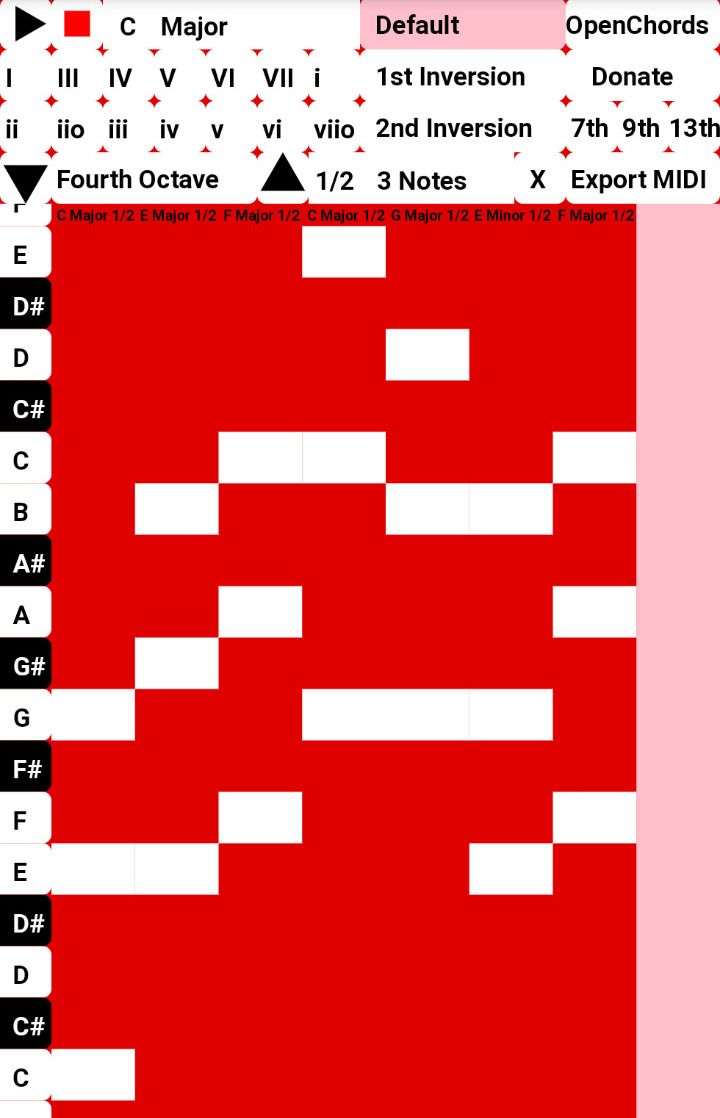 C Major Default OpenChords
I III IV V VI VII i 1st Inversion Donate
ii iio iii iv v vi viio 2nd Inversion 7th 9th 13th
Fourth Octave 1/2 3 Notes X Export MIDI
C Major 1/2 E Major 1/2 F Major 1/2 C Major 1/2 G Major 1/2 E Minor 1/2 F Major 1/2
E
D#
D
C#
C
B
A#
A
G#
G
F#
F
E
D#
D
C#
C